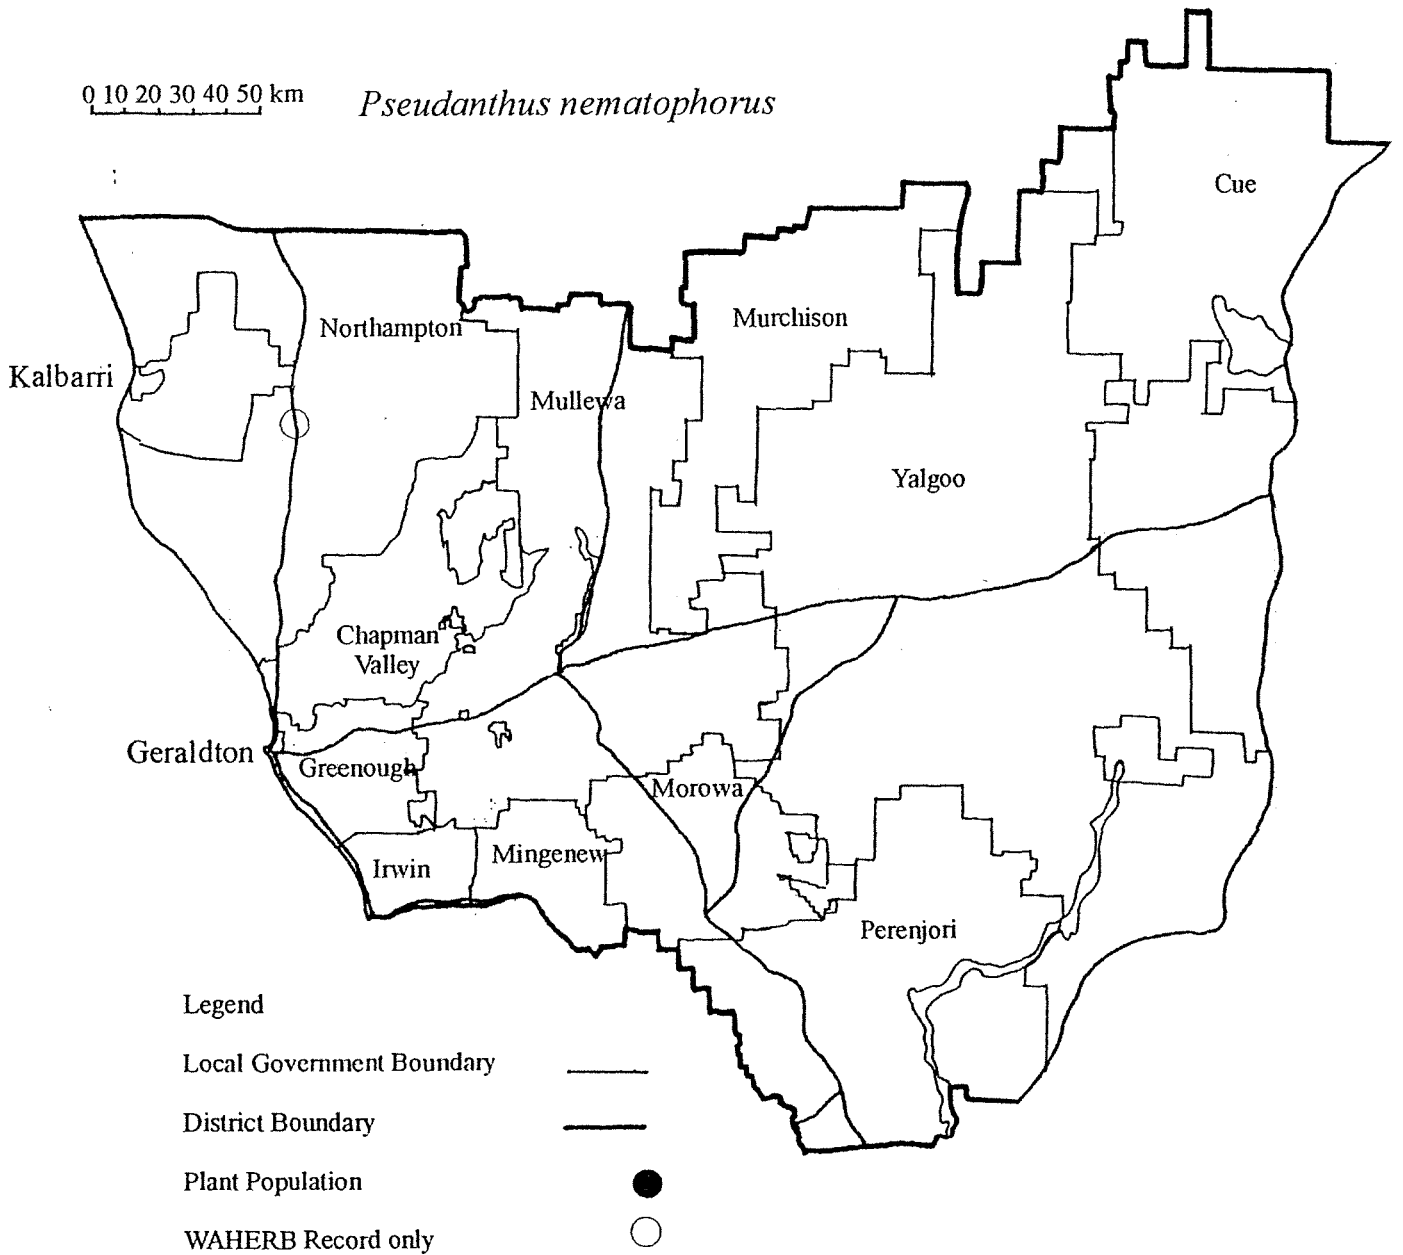 0 10 20 30 40 50 km
Pseudanthus nematophorus
Cue
Murchison
Northampton
Kalbarri
Mullewa
Yalgoo
Chapman
Valley
Geraldton
Greenough
Morowa
Irwin
Mingenew
Perenjori
Legend
Local Government Boundary
District Boundary
Plant Population
WAHERB Record only